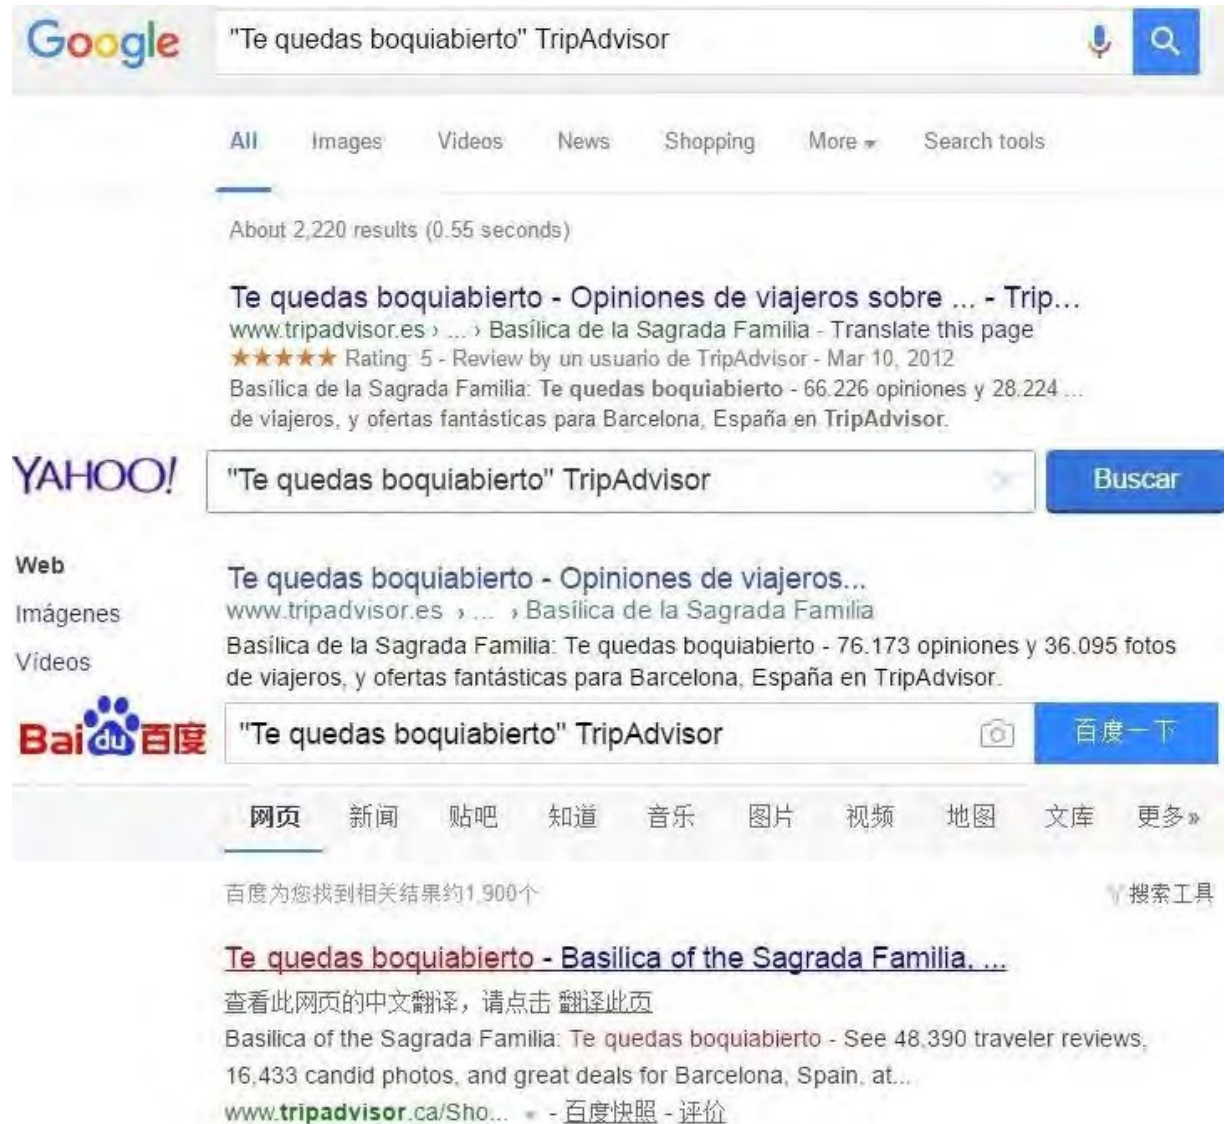 Google "Te quedas boquiabierto" TripAdvisor
All Images Videos News Shopping More Search tools
About 2,220 results (0.55 seconds)
Te quedas boquiabierto - Opiniones de viajeros sobre ... - Trip...
www.tripadvisor.es › ... › Basílica de la Sagrada Familia - Translate this page
★★★★★ Rating: 5 - Review by un usuario de TripAdvisor - Mar 10, 2012
Basílica de la Sagrada Familia: Te quedas boquiabierto - 66.226 opiniones y 28.224 ...
de viajeros, y ofertas fantásticas para Barcelona, España en TripAdvisor.
YAHOO! "Te quedas boquiabierto" TripAdvisor Buscar
Web
Te quedas boquiabierto - Opiniones de viajeros...
www.tripadvisor.es › ... › Basílica de la Sagrada Familia
Imágenes
Basílica de la Sagrada Familia: Te quedas boquiabierto - 76.173 opiniones y 36.095 fotos
Vídeos
de viajeros, y ofertas fantásticas para Barcelona, España en TripAdvisor.
Bai du 百度 "Te quedas boquiabierto" TripAdvisor 百度一下
网页 新闻 贴吧 知道 音乐 图片 视频 地图 文库 更多»
百度为您找到相关结果约1,900个 搜索工具
Te quedas boquiabierto - Basilica of the Sagrada Familia, ...
查看此网页的中文翻译，请点击 翻译此页
Basilica of the Sagrada Familia: Te quedas boquiabierto - See 48,390 traveler reviews,
16,433 candid photos, and great deals for Barcelona, Spain, at...
www.tripadvisor.ca/Sho... - 百度快照 - 评价